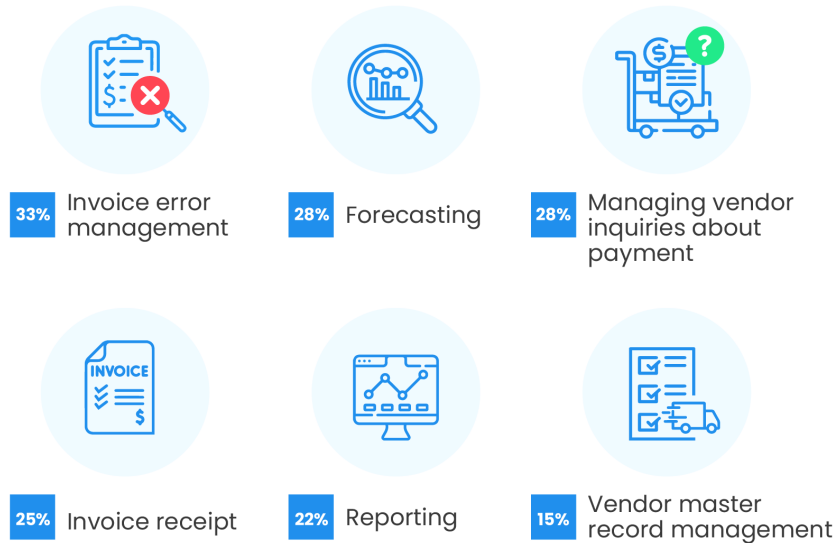 $
$
?
33%
Invoice error
management
28%
Forecasting
28%
Managing vendor
inquiries about
payment
INVOICE
$
25%
Invoice receipt
22%
Reporting
15%
Vendor master
record management